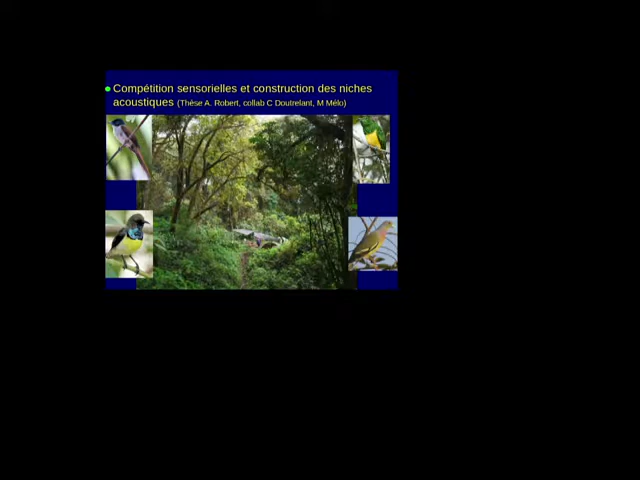 Compétition sensorielles et construction des niches
acoustiques (Thèse A. Robert, collab C Doutrelant, M Mélo)